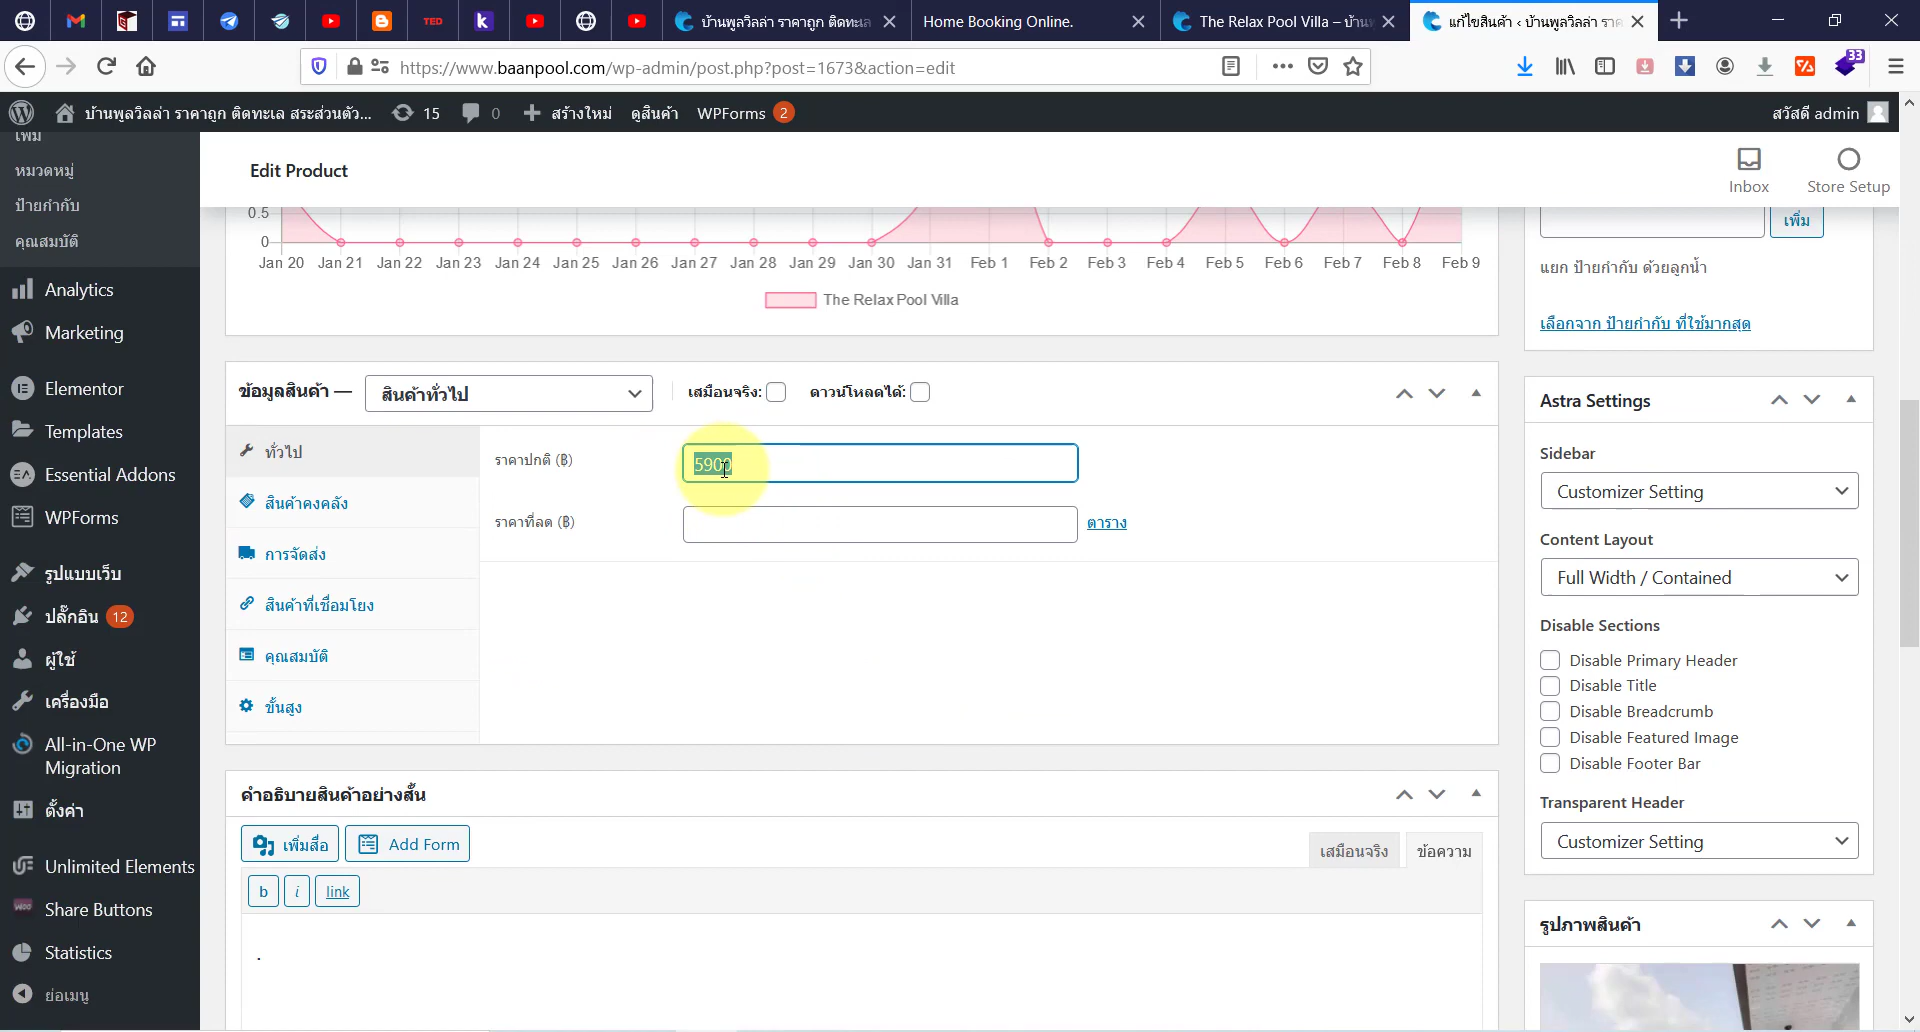 บ้านพูลวิลล่า ราคาถูก ติดทะเล
Home Booking Online.
The Relax Pool Villa – บ้านพ
แก้ไขสินค้า ‹ บ้านพูลวิลล่า ราค
TED
k
https://www.baanpool.com/wp-admin/post.php?post=1673&action=edit
33
บ้านพูลวิลล่า ราคาถูก ติดทะเล สระส่วนตัว...
15
0
สร้างใหม่
ดูสินค้า
WPForms 2
สวัสดี admin
เพิ่ม
หมวดหมู่
ป้ายกำกับ
คุณสมบัติ
Analytics
Marketing
Elementor
Templates
Essential Addons
WPForms
รูปแบบเว็บ
ปลั๊กอิน 12
ผู้ใช้
เครื่องมือ
All-in-One WP
Migration
ตั้งค่า
Unlimited Elements
Share Buttons
Statistics
ย่อเมนู
Edit Product
Inbox
Store Setup
0.5
0
Jan 20 Jan 21 Jan 22 Jan 23 Jan 24 Jan 25 Jan 26 Jan 27 Jan 28 Jan 29 Jan 30 Jan 31 Feb 1 Feb 2 Feb 3 Feb 4 Feb 5 Feb 6 Feb 7 Feb 8 Feb 9
The Relax Pool Villa
ข้อมูลสินค้า — สินค้าทั่วไป
เสมือนจริง:
ดาวน์โหลดได้:
ทั่วไป
สินค้าคงคลัง
การจัดส่ง
สินค้าที่เชื่อมโยง
คุณสมบัติ
ขั้นสูง
ราคาปกติ (฿)
5900
ราคาที่ลด (฿)
ตาราง
คำอธิบายสินค้าอย่างสั้น
เพิ่มสื่อ
Add Form
เสมือนจริง
ข้อความ
b
i
link
.
เพิ่ม
แยก ป้ายกำกับ ด้วยลูกน้ำ
เลือกจาก ป้ายกำกับ ที่ใช้มากสุด
Astra Settings
Sidebar
Customizer Setting
Content Layout
Full Width / Contained
Disable Sections
Disable Primary Header
Disable Title
Disable Breadcrumb
Disable Featured Image
Disable Footer Bar
Transparent Header
Customizer Setting
รูปภาพสินค้า